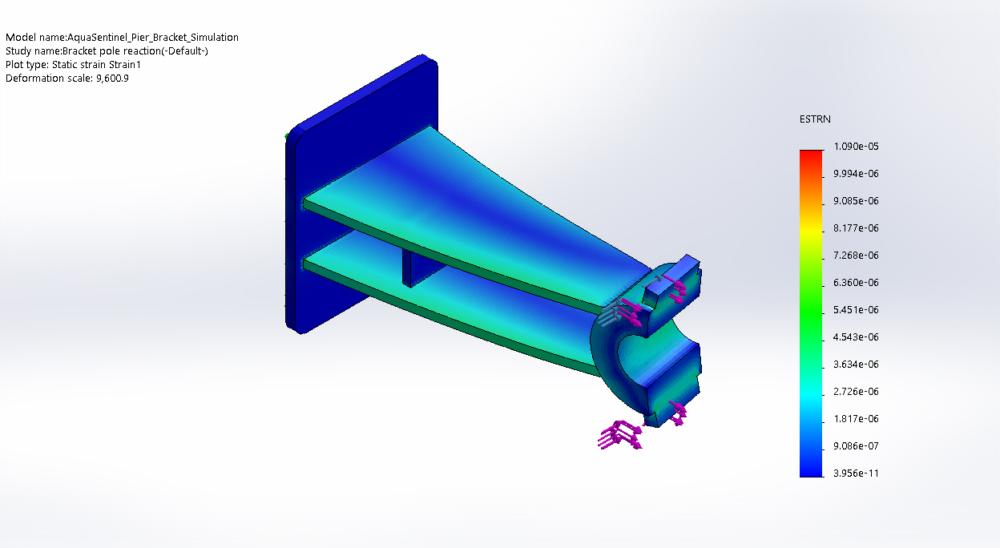 Model name:AquaSentinel_Pier_Bracket_Simulation
Study name:Bracket pole reaction(-Default-)
Plot type: Static strain Strain1
Deformation scale: 9,600.9
ESTRN
1.090e-05
9.994e-06
9.085e-06
8.177e-06
7.268e-06
6.360e-06
5.451e-06
4.543e-06
3.634e-06
2.726e-06
1.817e-06
9.086e-07
3.956e-11